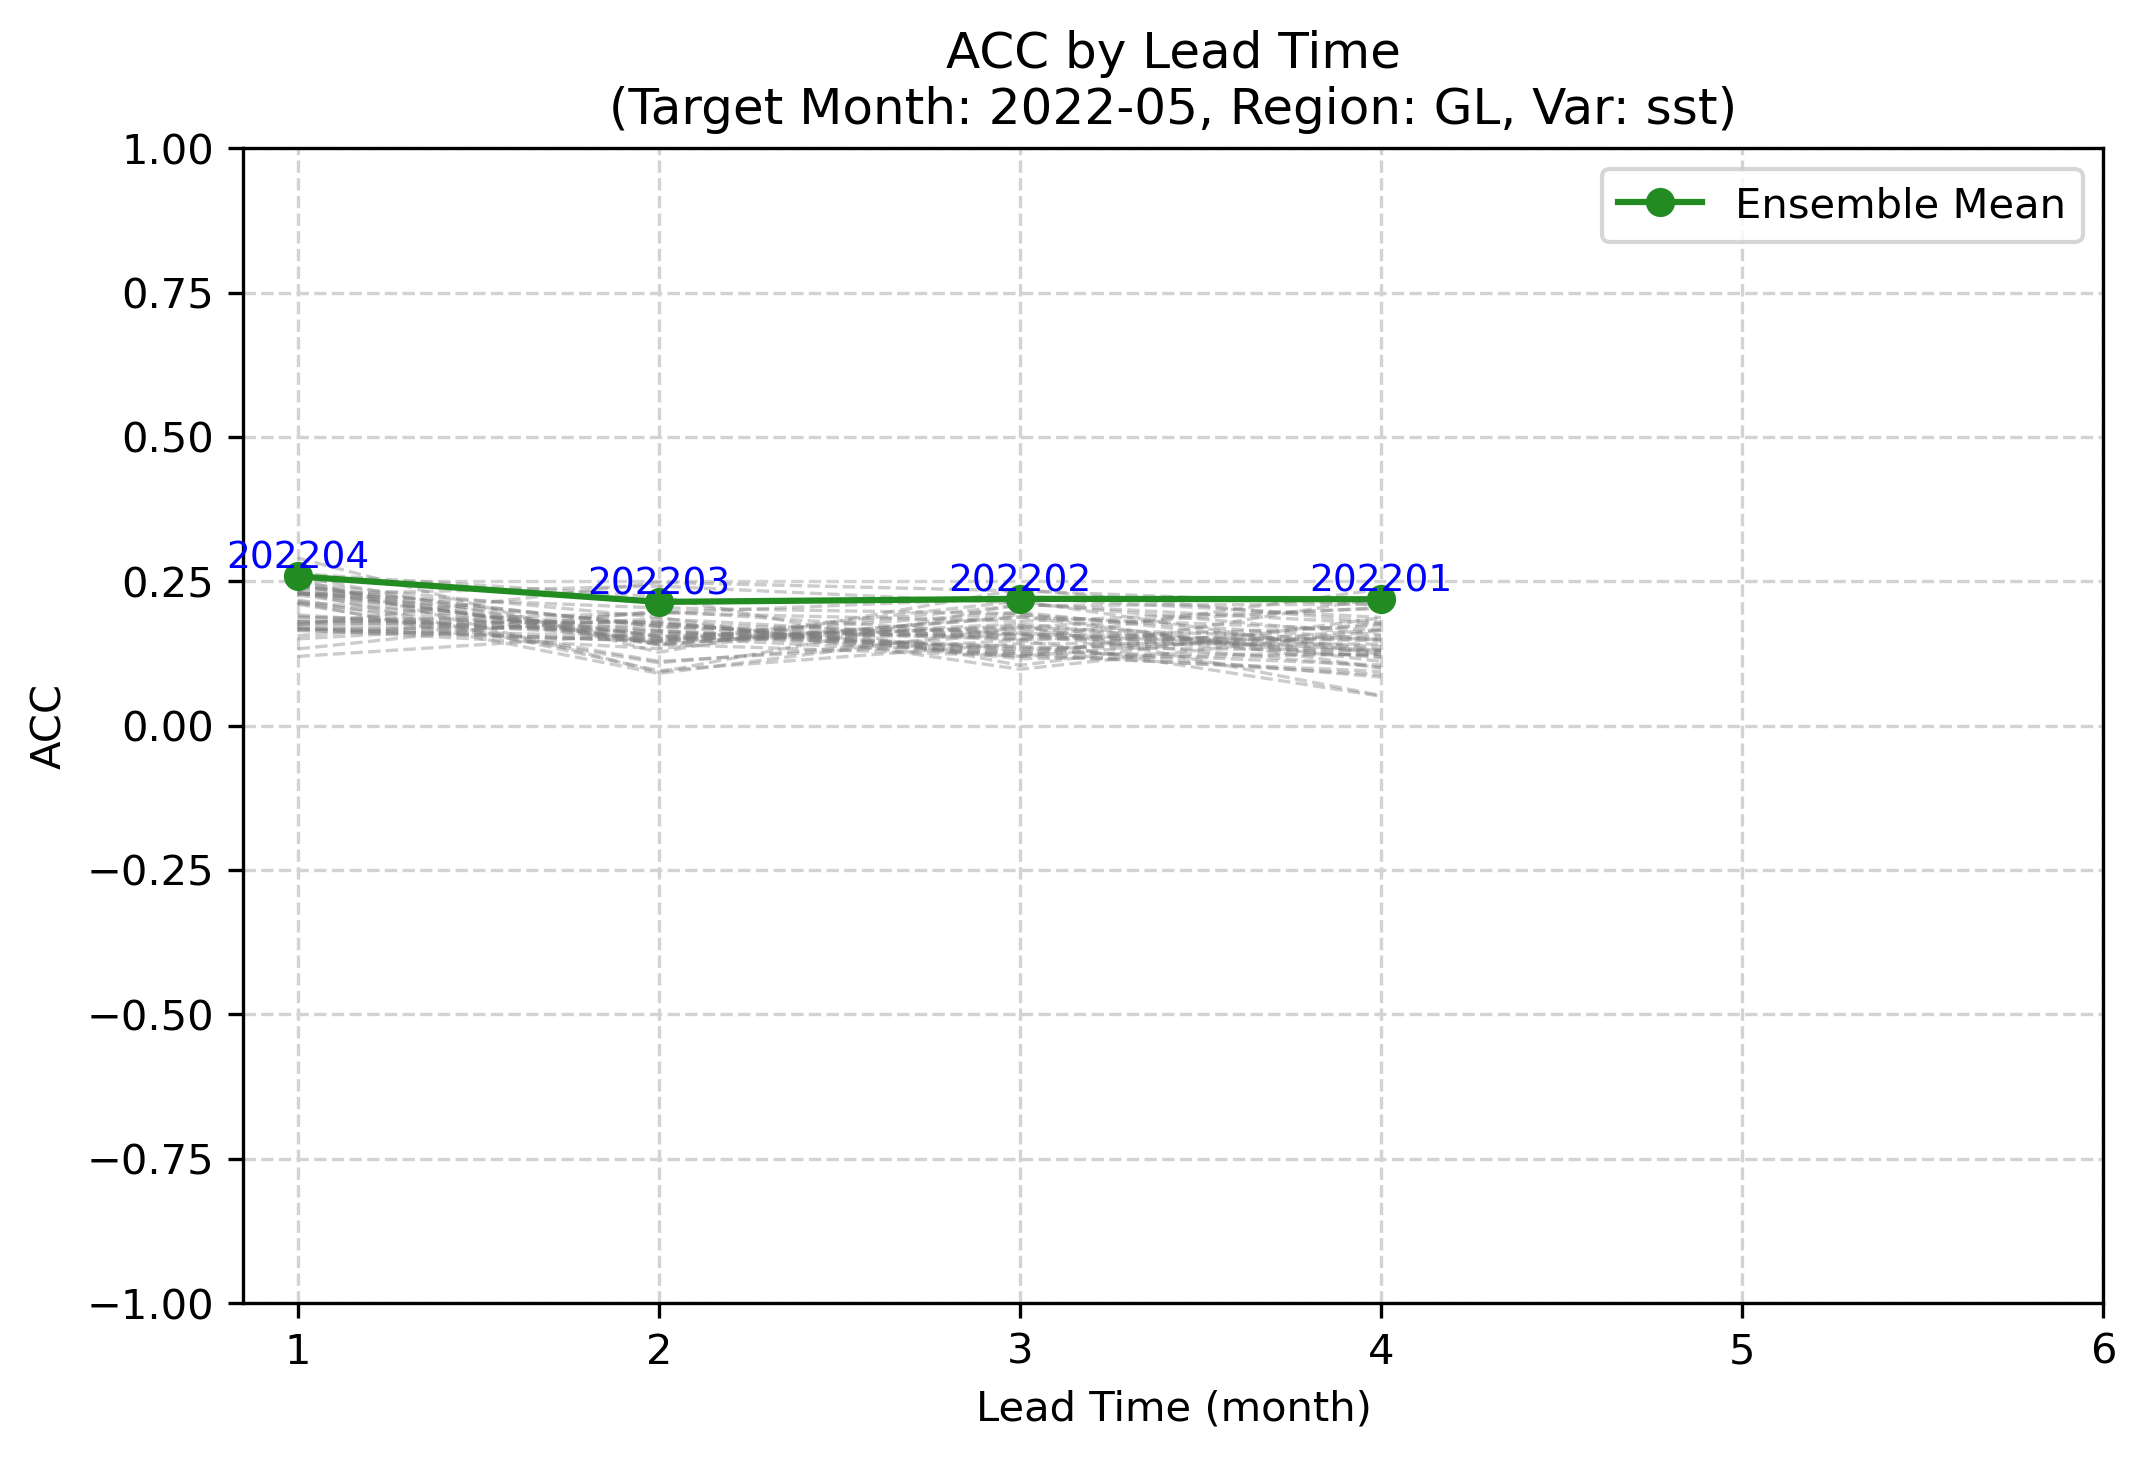 ACC by Lead Time
(Target Month: 2022-05, Region: GL, Var: sst)
1.00
Ensemble Mean
0.75
0.50
202204
202203
202202
202201
0.25
ACC
0.00
−0.25
−0.50
−0.75
−1.00
1 2 3 4 5 6
Lead Time (month)